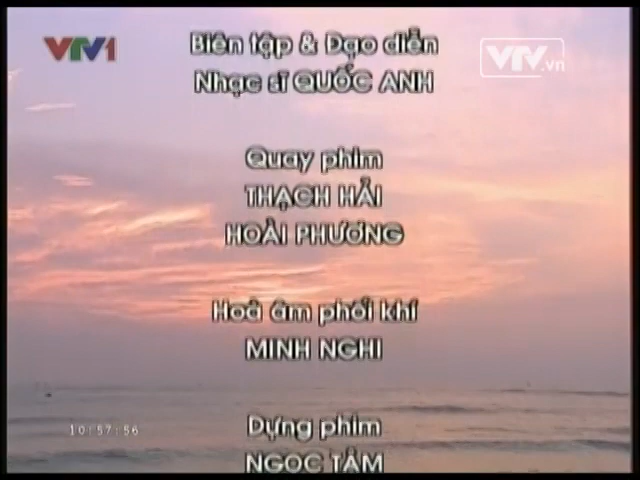 VTV1
VTV.vn
Biên tập & Đạo diễn
Nhạc sĩ QUỐC ANH
Quay phim
THẠCH HẢI
HOÀI PHƯƠNG
Hoà âm phối khí
MINH NGHI
10:57:56
Dựng phim
NGỌC TÂM